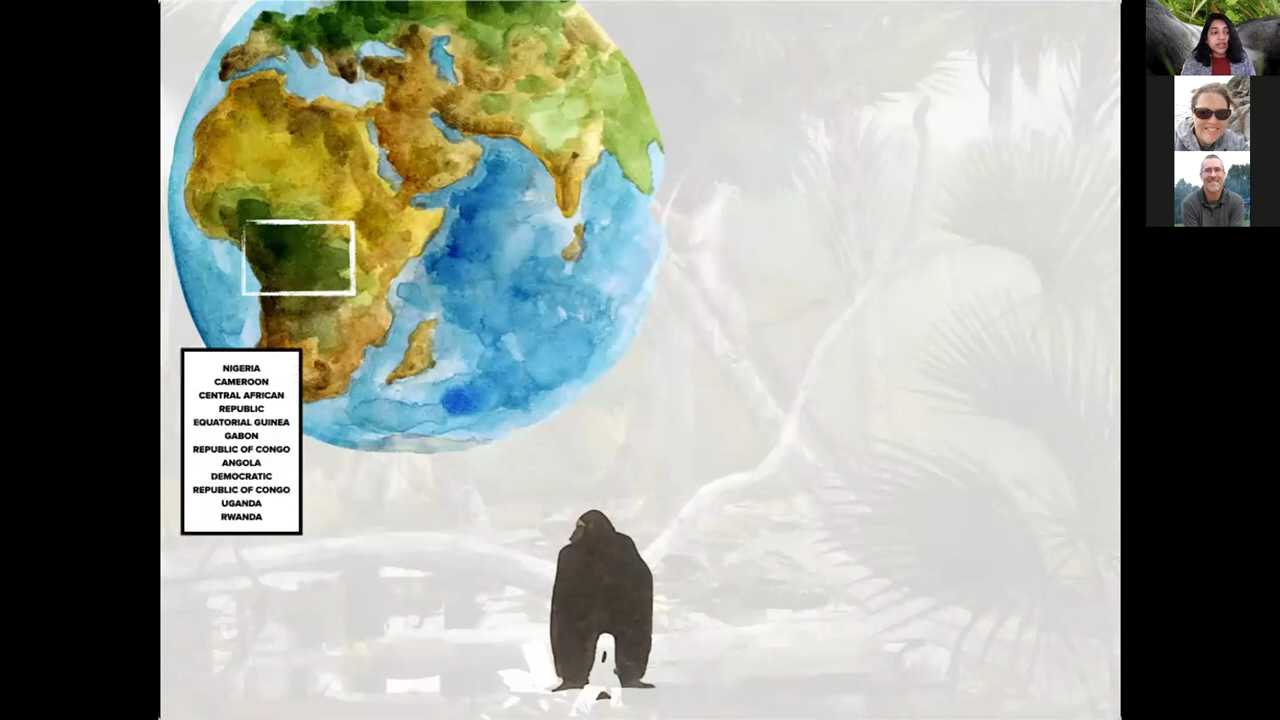 NIGERIA
CAMEROON
CENTRAL AFRICAN
REPUBLIC
EQUATORIAL GUINEA
GABON
REPUBLIC OF CONGO
ANGOLA
DEMOCRATIC
REPUBLIC OF CONGO
UGANDA
RWANDA